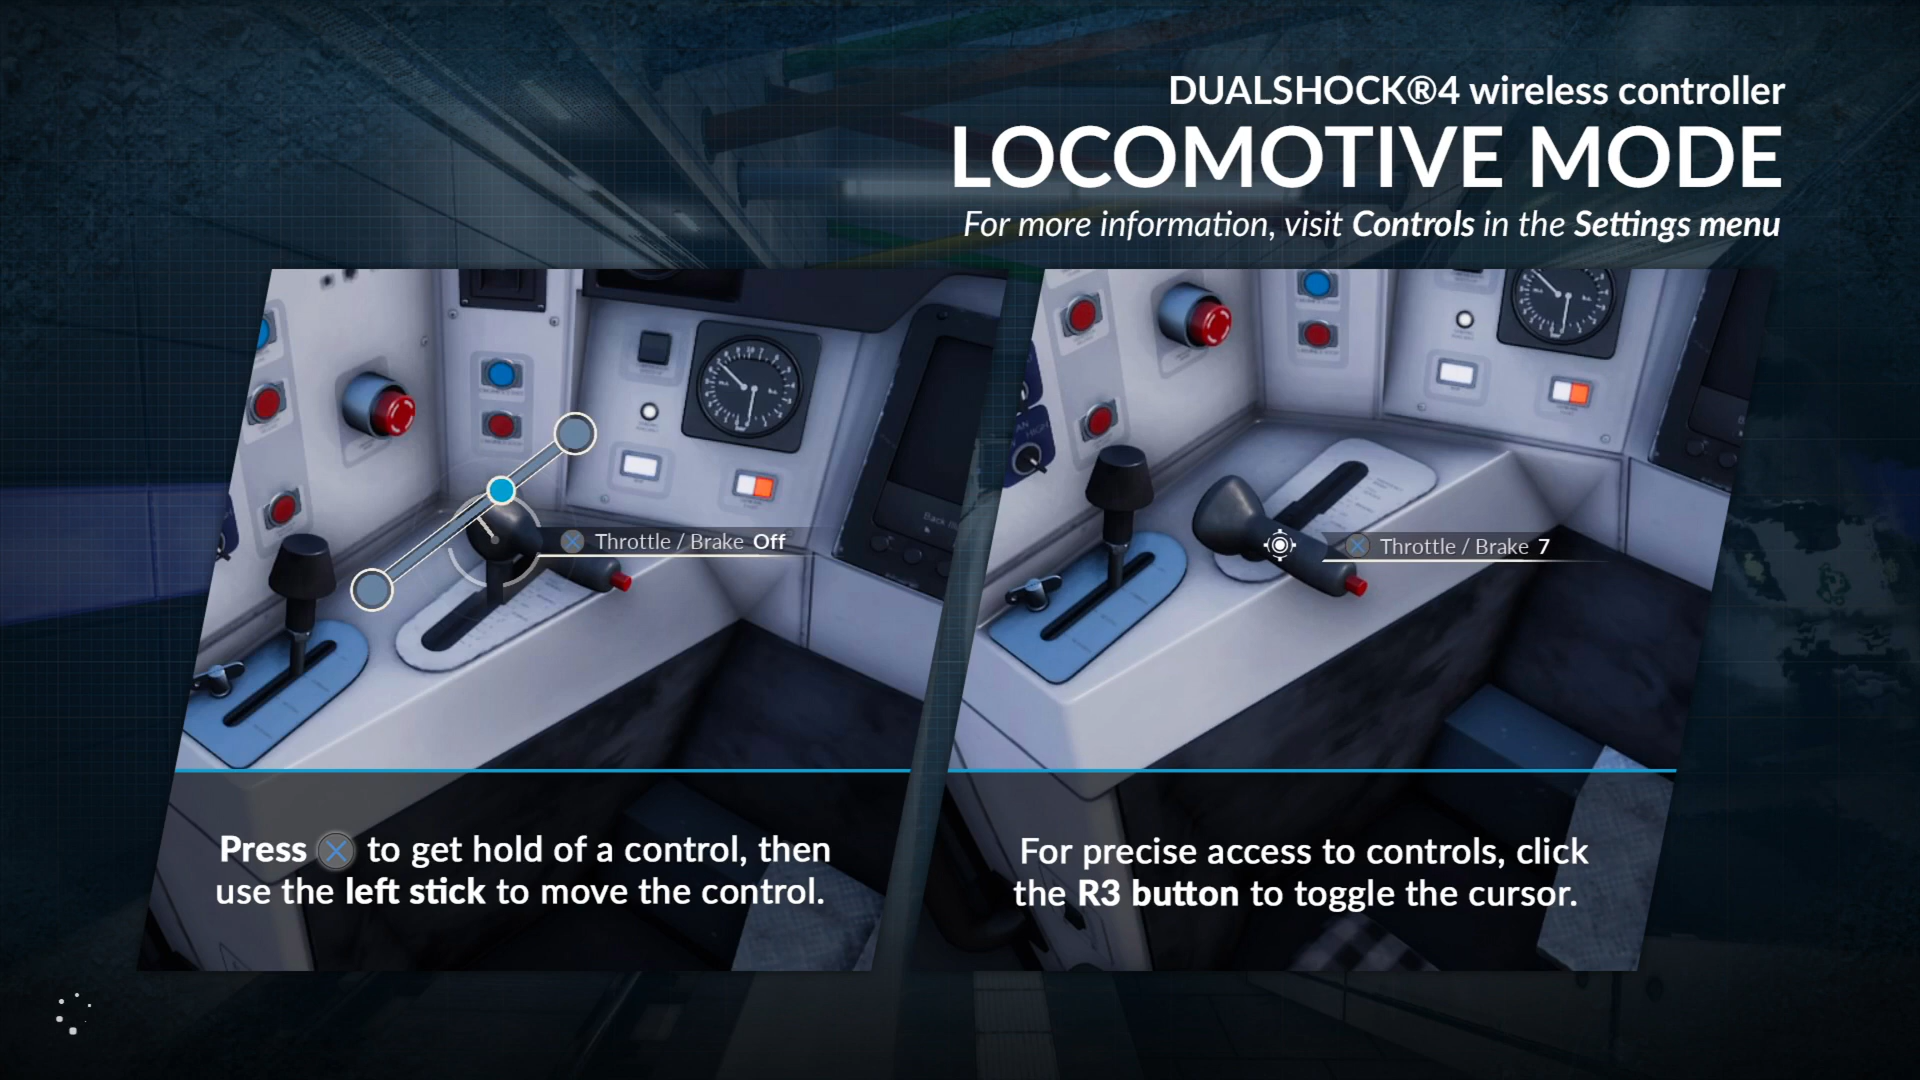 DUALSHOCK®4 wireless controller
LOCOMOTIVE MODE
For more information, visit Controls in the Settings menu
Throttle / Brake Off
Throttle / Brake 7
Press to get hold of a control, then
use the left stick to move the control.
For precise access to controls, click
the R3 button to toggle the cursor.